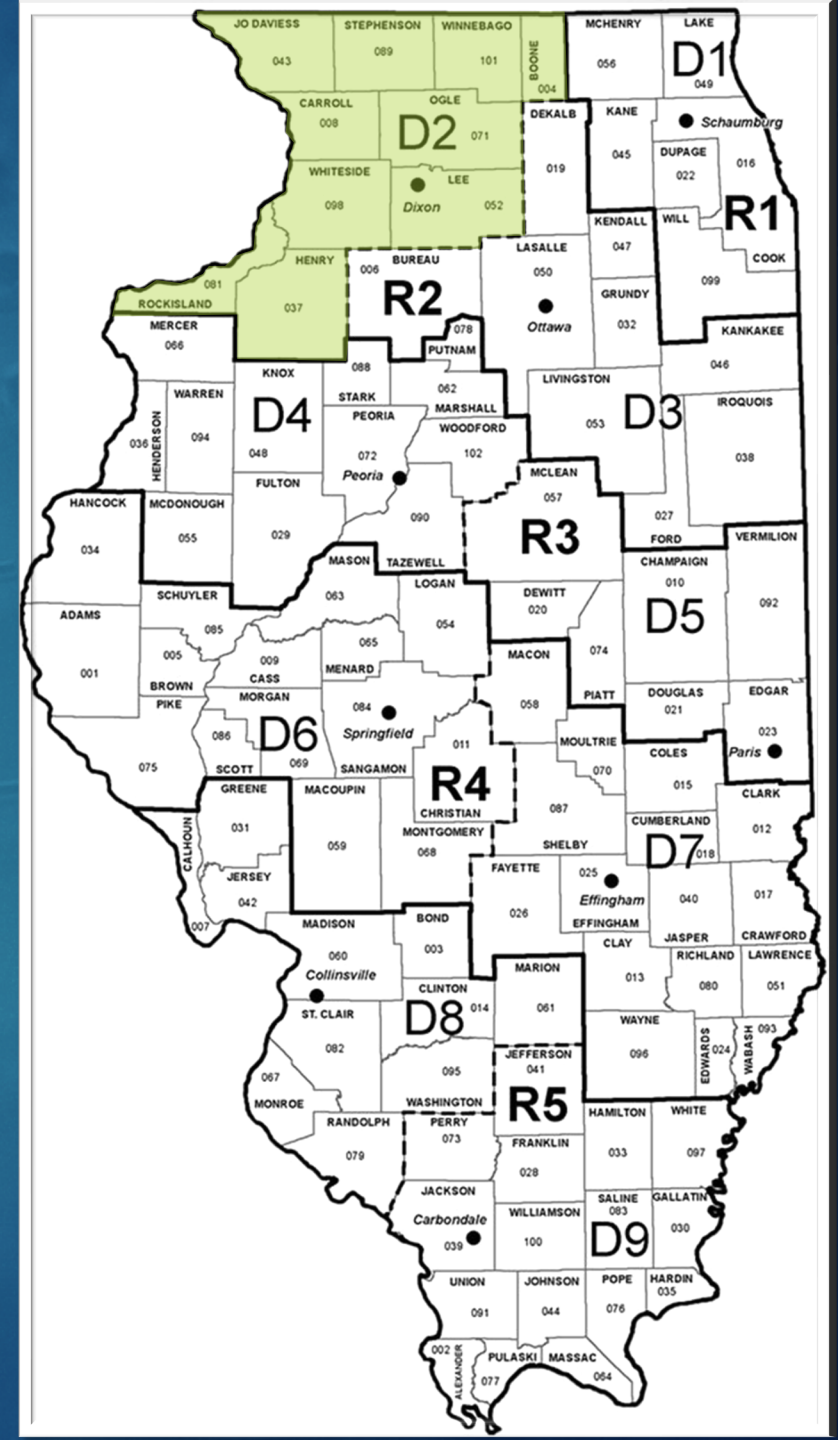 JO DAVIESS
043
STEPHENSON
089
WINNEBAGO
101
BOONE
004
MCHENRY
056
LAKE
D1
049
CARROLL
008
OGLE
D2
071
DEKALB
019
KANE
045
Schaumburg
DUPAGE
022
016
WHITESIDE
098
LEE
Dixon
052
R1
KENDALL
047
WILL
COOK
099
HENRY
037
081
ROCKISLAND
006
BUREAU
R2
LASALLE
050
Ottawa
GRUNDY
032
MERCER
066
078
PUTNAM
KANKAKEE
046
KNOX
D4
048
088
STARK
062
MARSHALL
LIVINGSTON
053
D3
IROQUOIS
038
036
HENDERSON
WARREN
094
PEORIA
072
Peoria
WOODFORD
102
HANCOCK
034
MCDONOUGH
055
FULTON
029
090
TAZEWELL
MCLEAN
057
R3
027
FORD
VERMILION
092
MASON
063
LOGAN
054
DEWITT
020
CHAMPAIGN
010
D5
SCHUYLER
085
ADAMS
001
005
BROWN
009
CASS
065
MENARD
MACON
058
074
PIATT
DOUGLAS
021
EDGAR
023
Paris
PIKE
075
MORGAN
086
SCOTT
D6
069
084
Springfield
SANGAMON
011
R4
CHRISTIAN
MOULTRIE
070
COLES
015
CLARK
012
GREENE
031
MACOUPIN
059
MONTGOMERY
068
087
SHELBY
CUMBERLAND
D7
018
CALHOUN
007
JERSEY
042
FAYETTE
026
025
Effingham
EFFINGHAM
040
JASPER
017
CRAWFORD
MADISON
060
Collinsville
BOND
003
CLAY
013
RICHLAND
080
LAWRENCE
051
MARION
061
CLINTON
D8
014
ST. CLAIR
082
WAYNE
096
EDWARDS
024
WABASH
093
067
MONROE
095
WASHINGTON
JEFFERSON
041
R5
RANDOLPH
079
PERRY
073
FRANKLIN
028
HAMILTON
033
WHITE
097
JACKSON
Carbondale
039
WILLIAMSON
100
SALINE
083
D9
GALLATIN
030
UNION
091
JOHNSON
044
POPE
076
HARDIN
035
002
ALEXANDER
PULASKI
077
MASSAC
064